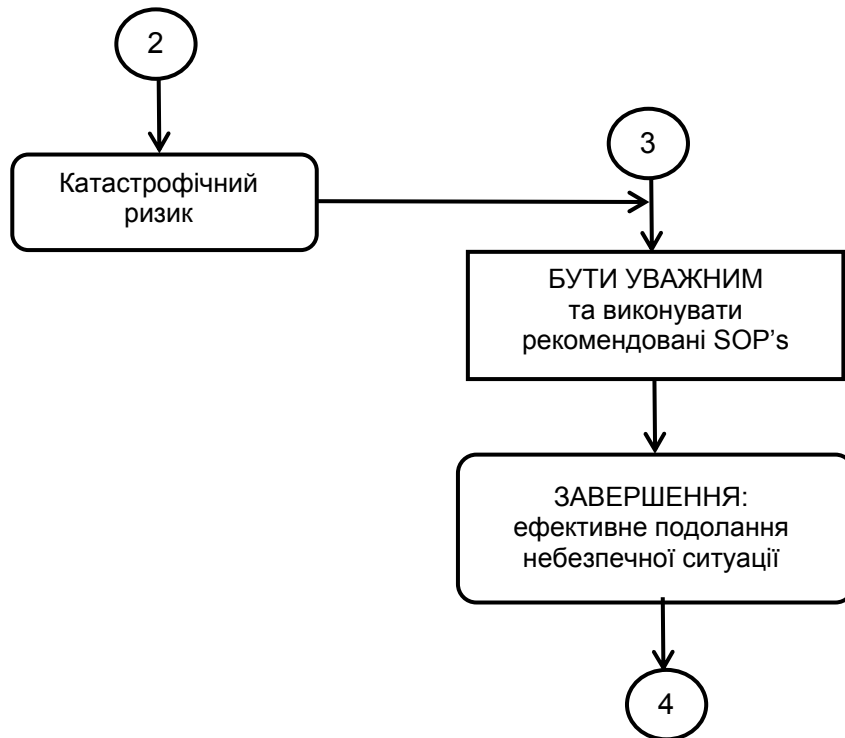 2
Катастрофічний
ризик
3
БУТИ УВАЖНИМ
та виконувати
рекомендовані SOP’s
ЗАВЕРШЕННЯ:
ефективне подолання
небезпечної ситуації
4